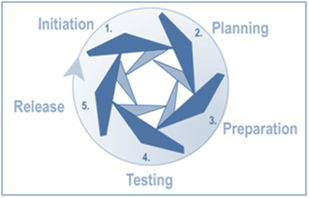 Initiation
1.
2.
Planning
3.
Preparation
4.
Testing
5.
Release